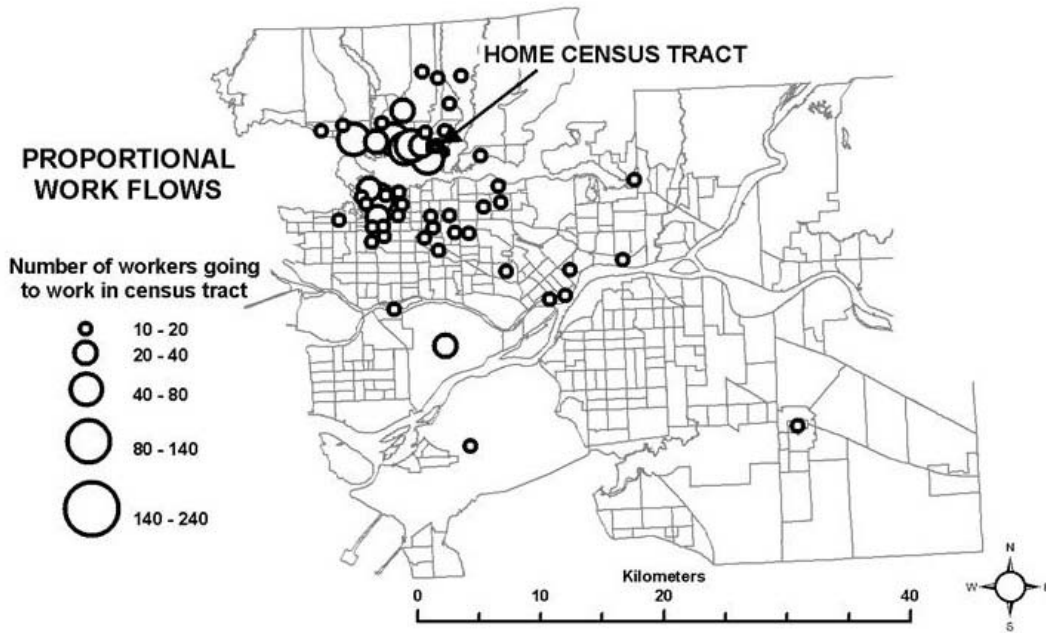 HOME CENSUS TRACT
PROPORTIONAL
WORK FLOWS
Number of workers going
to work in census tract
10 - 20
20 - 40
40 - 80
80 - 140
140 - 240
Kilometers
0 10 20 40
N
W E
S